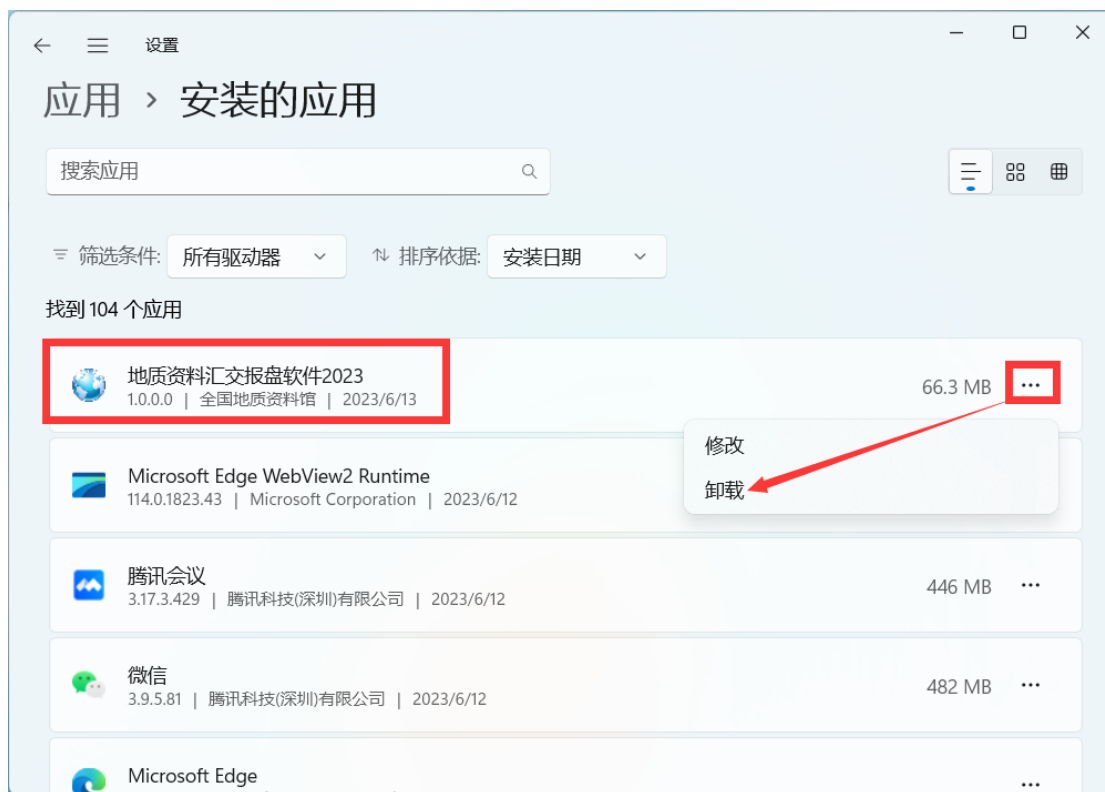 设置
应用 › 安装的应用
搜索应用
筛选条件: 所有驱动器 排序依据: 安装日期
找到 104 个应用
地质资料汇交报盘软件2023
1.0.0.0 | 全国地质资料馆 | 2023/6/13
66.3 MB
修改
卸载
Microsoft Edge WebView2 Runtime
114.0.1823.43 | Microsoft Corporation | 2023/6/12
腾讯会议
3.17.3.429 | 腾讯科技(深圳)有限公司 | 2023/6/12
446 MB
微信
3.9.5.81 | 腾讯科技(深圳)有限公司 | 2023/6/12
482 MB
Microsoft Edge